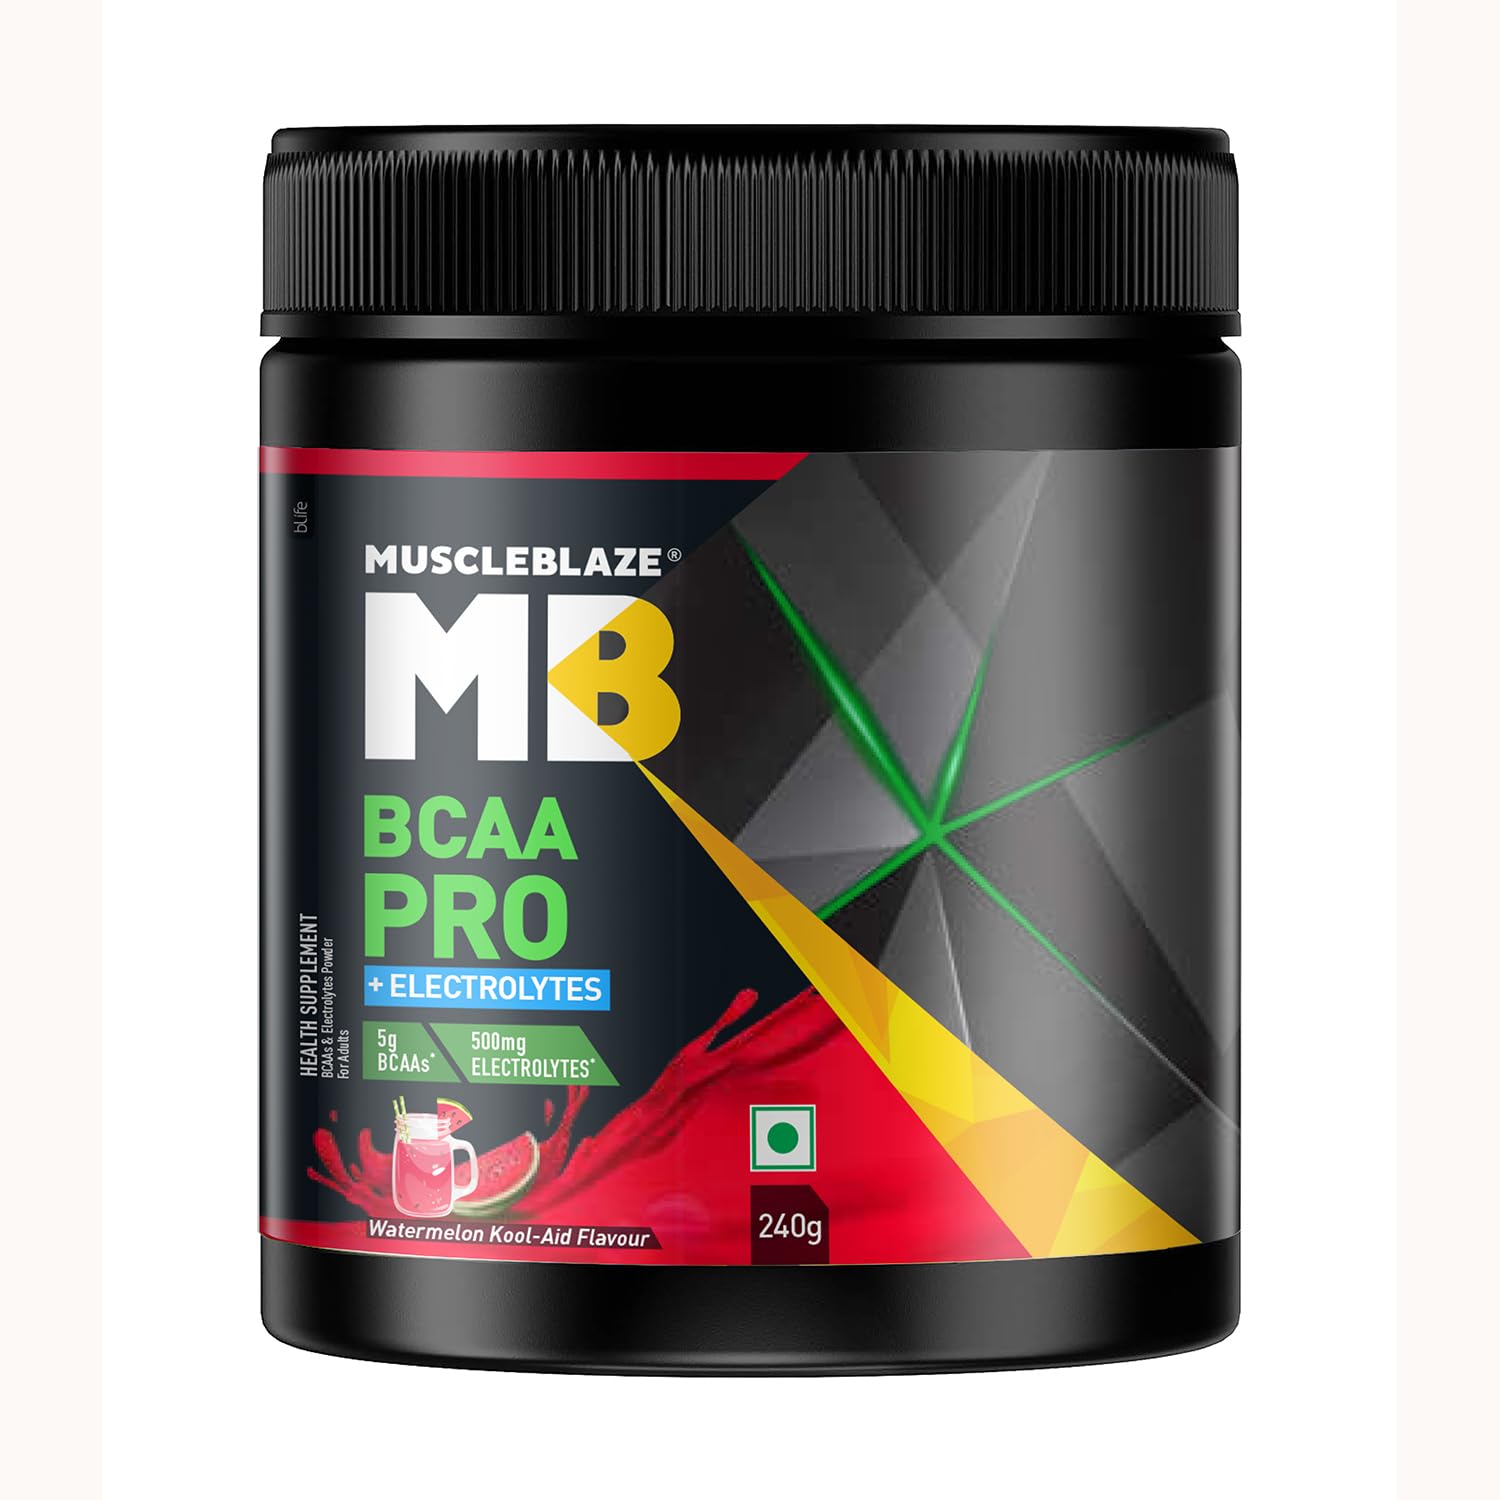 bLife
MUSCLEBLAZE®
MB
BCAA
PRO
+ ELECTROLYTES
5g
BCAAs*
500mg
ELECTROLYTES*
HEALTH SUPPLEMENT
BCAAs & Electrolytes Powder
For Adults
Watermelon Kool-Aid Flavour
240g